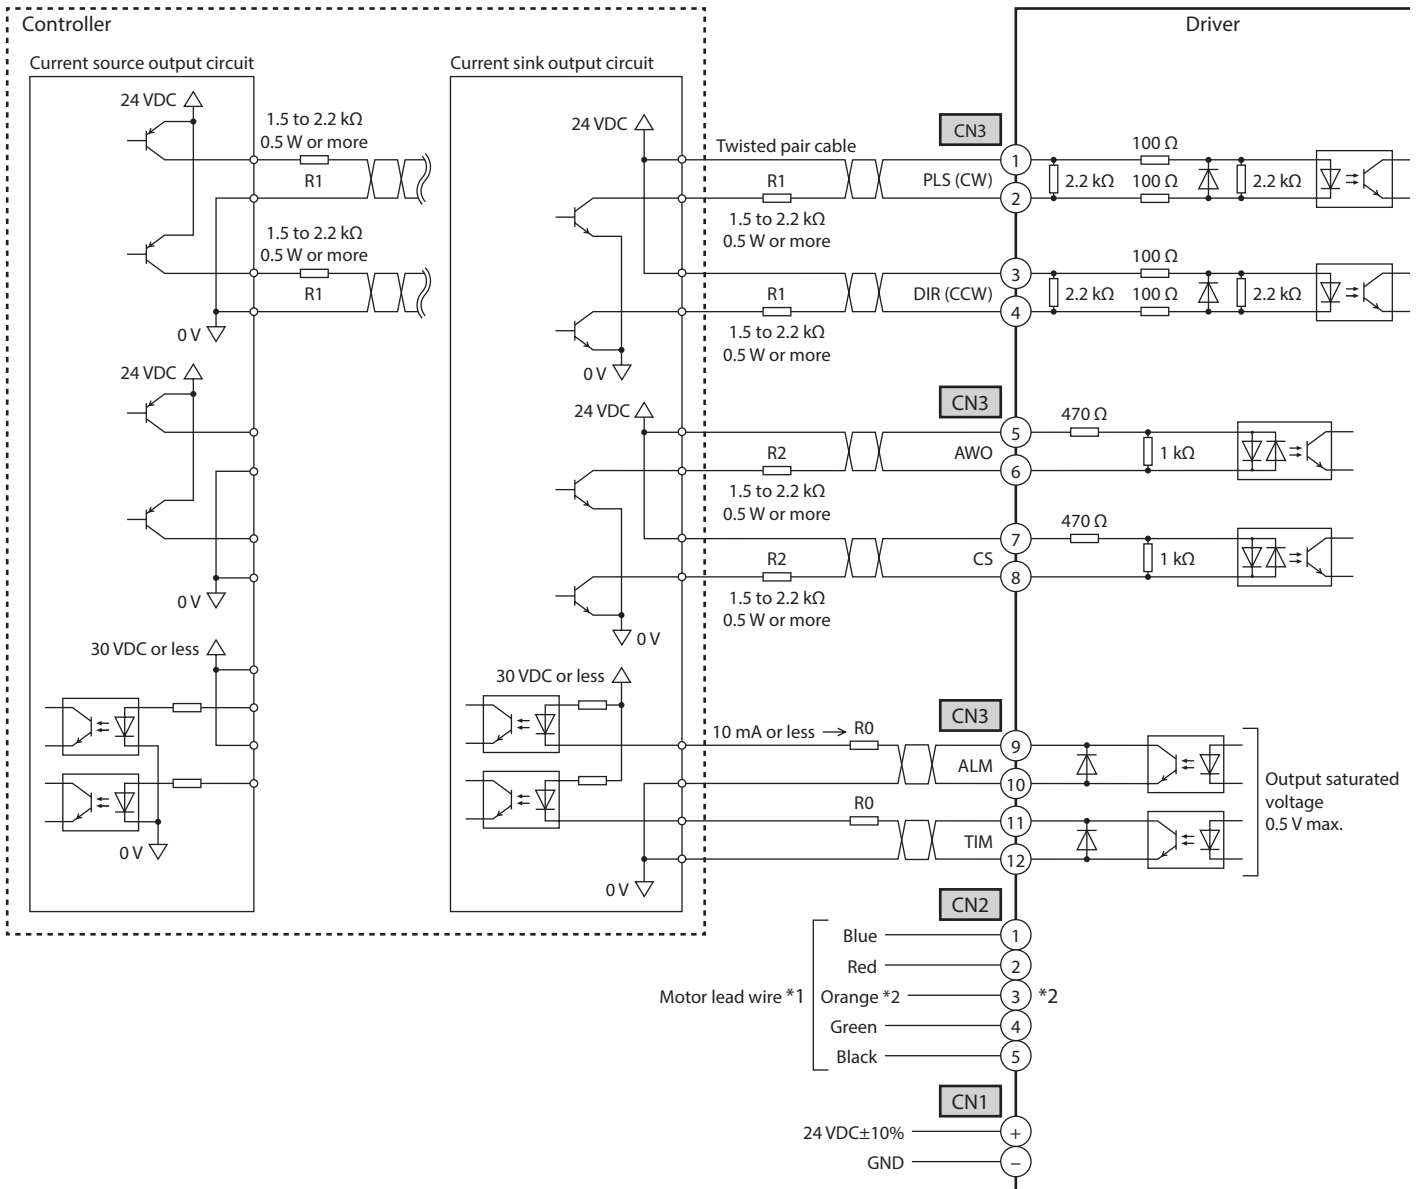 Controller
Driver
Current source output circuit
Current sink output circuit
24 VDC
1.5 to 2.2 kΩ
0.5 W or more
R1
1.5 to 2.2 kΩ
0.5 W or more
R1
0 V
24 VDC
0 V
30 VDC or less
0 V
24 VDC
0 V
24 VDC
0 V
30 VDC or less
0 V
Twisted pair cable
R1
1.5 to 2.2 kΩ
0.5 W or more
R1
1.5 to 2.2 kΩ
0.5 W or more
R2
1.5 to 2.2 kΩ
0.5 W or more
R2
1.5 to 2.2 kΩ
0.5 W or more
10 mA or less
R0
R0
CN3
1
PLS (CW)
2
3
DIR (CCW)
4
100 Ω
2.2 kΩ
100 Ω
2.2 kΩ
100 Ω
2.2 kΩ
100 Ω
2.2 kΩ
CN3
5
AWO
6
7
CS
8
470 Ω
1 kΩ
470 Ω
1 kΩ
CN3
9
ALM
10
11
TIM
12
Output saturated
voltage
0.5 V max.
CN2
Motor lead wire *1
Blue
1
Red
2
Orange *2
3
*2
Green
4
Black
5
CN1
24 VDC±10%
+
GND
−